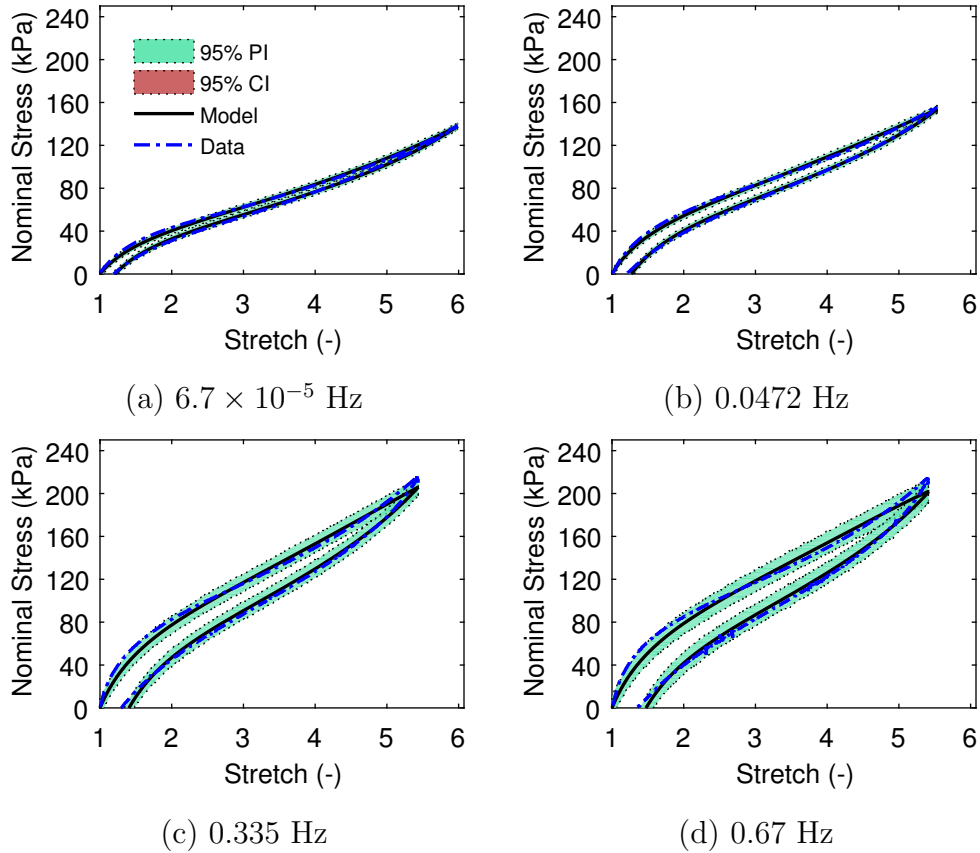 240
200
160
120
80
40
0
Nominal Stress (kPa)
95% PI
95% CI
Model
Data
1 2 3 4 5 6
Stretch (-)
(a) 6.7 × 10⁻⁵ Hz
240
200
160
120
80
40
0
Nominal Stress (kPa)
1 2 3 4 5 6
Stretch (-)
(b) 0.0472 Hz
240
200
160
120
80
40
0
Nominal Stress (kPa)
1 2 3 4 5 6
Stretch (-)
(c) 0.335 Hz
240
200
160
120
80
40
0
Nominal Stress (kPa)
1 2 3 4 5 6
Stretch (-)
(d) 0.67 Hz